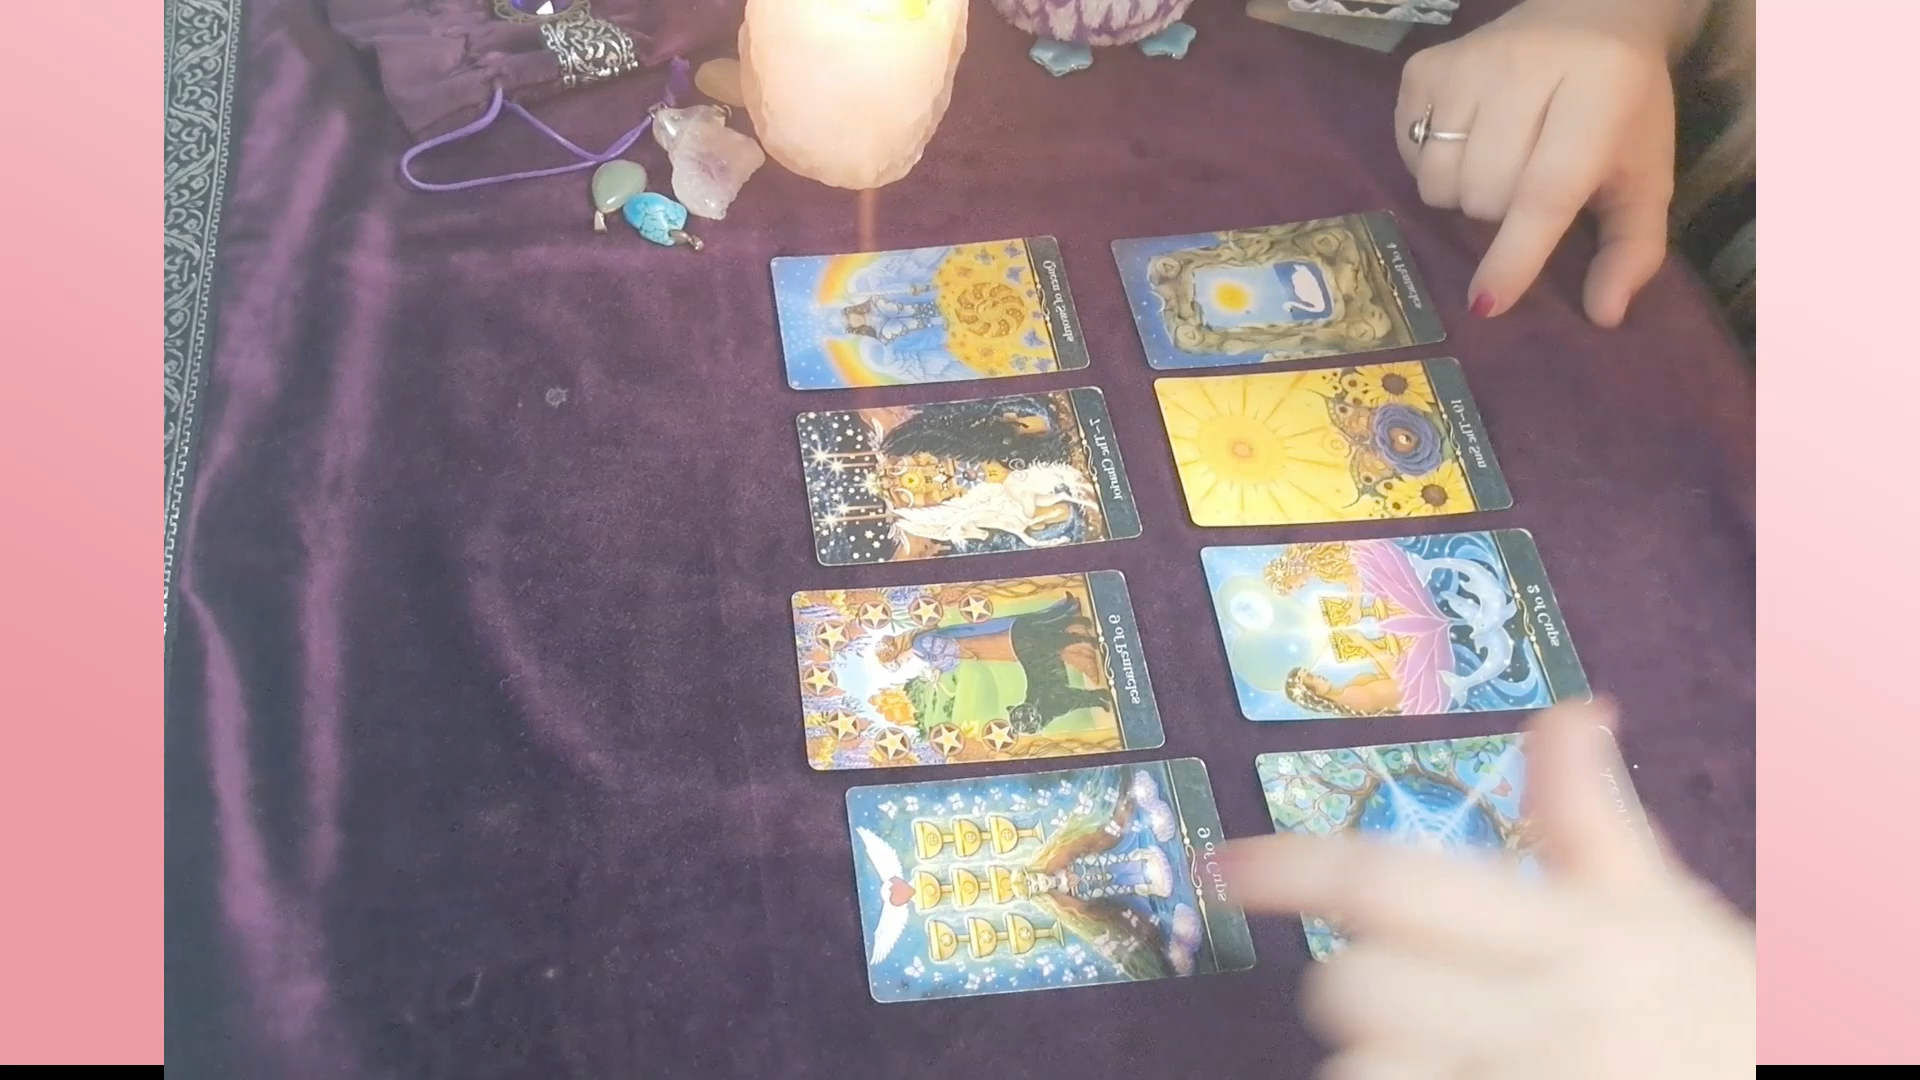 Queen of Swords
4 of Pentacles
7-The Chariot
19-The Sun
9 of Pentacles
2 of Cups
9 of Cups